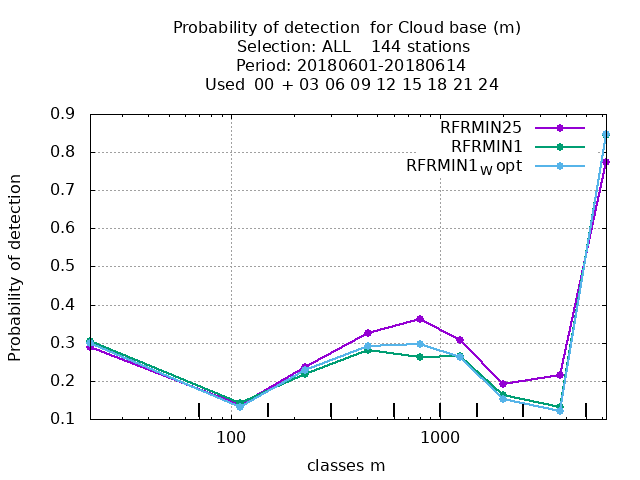 Probability of detection for Cloud base (m)
Selection: ALL 144 stations
Period: 20180601-20180614
Used 00 + 03 06 09 12 15 18 21 24
RFRMIN25
RFRMIN1
RFRMIN1W opt
Probability of detection
0.9
0.8
0.7
0.6
0.5
0.4
0.3
0.2
0.1
100 1000
classes m